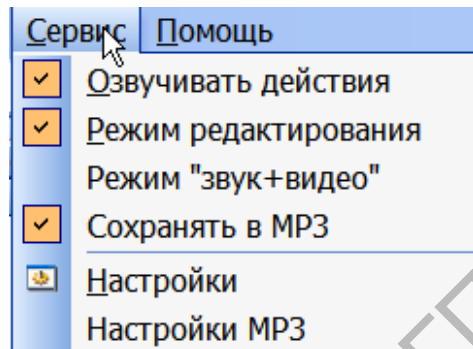 Сервис Помощь
Озвучивать действия
Режим редактирования
Режим "звук+видео"
Сохранять в MP3
Настройки
Настройки MP3